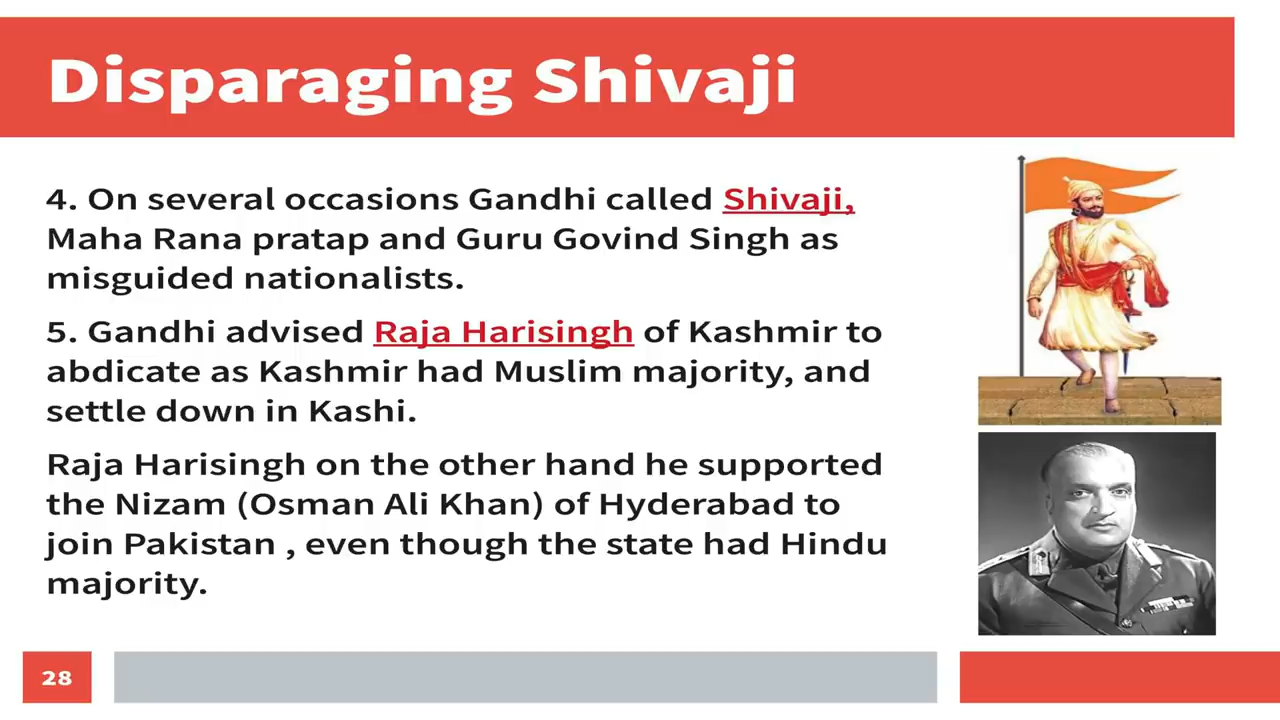 Disparaging Shivaji
4. On several occasions Gandhi called Shivaji,
Maha Rana pratap and Guru Govind Singh as
misguided nationalists.
5. Gandhi advised Raja Harisingh of Kashmir to
abdicate as Kashmir had Muslim majority, and
settle down in Kashi.
Raja Harisingh on the other hand he supported
the Nizam (Osman Ali Khan) of Hyderabad to
join Pakistan , even though the state had Hindu
majority.
28